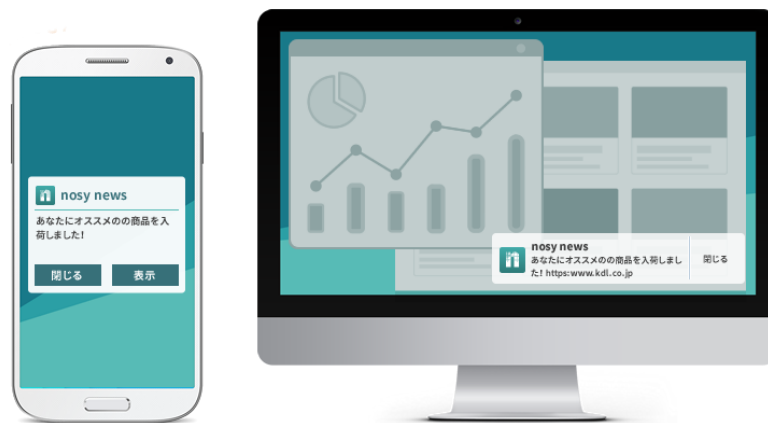 nosy news
あなたにオススメのの商品を入
荷しました!
閉じる
表示
nosy news
あなたにオススメのの商品を入荷しまし
た! https:www.kdl.co.jp
閉じる